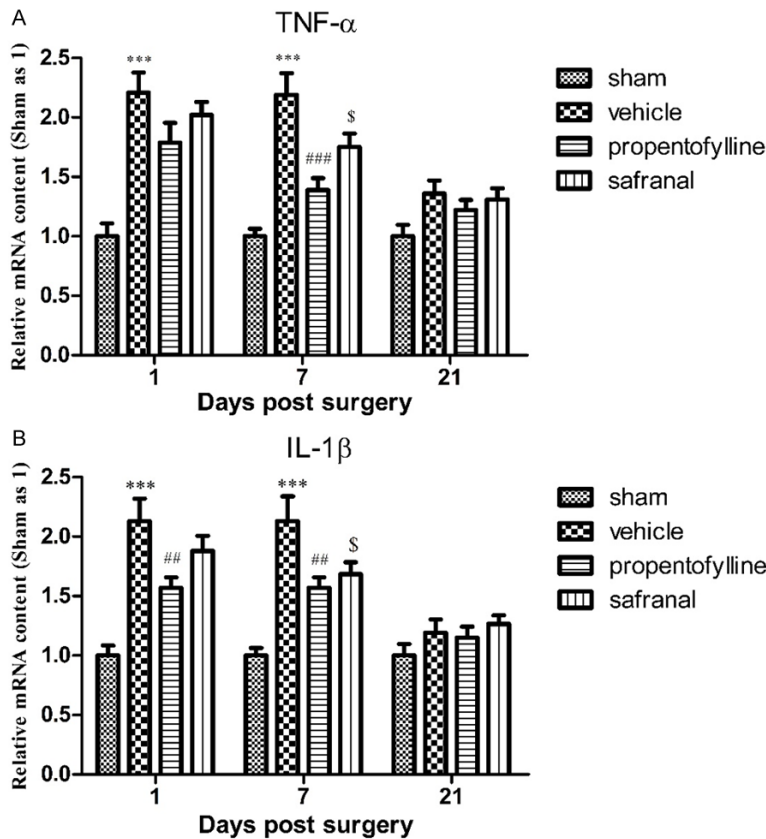 A
TNF-α
Relative mRNA content (Sham as 1)
2.5
2.0
1.5
1.0
0.5
0.0
***
***
###
$
1
7
21
Days post surgery
sham
vehicle
propentofylline
safranal
B
IL-1β
Relative mRNA content (Sham as 1)
2.5
2.0
1.5
1.0
0.5
0.0
***
##
***
##
$
1
7
21
Days post surgery
sham
vehicle
propentofylline
safranal